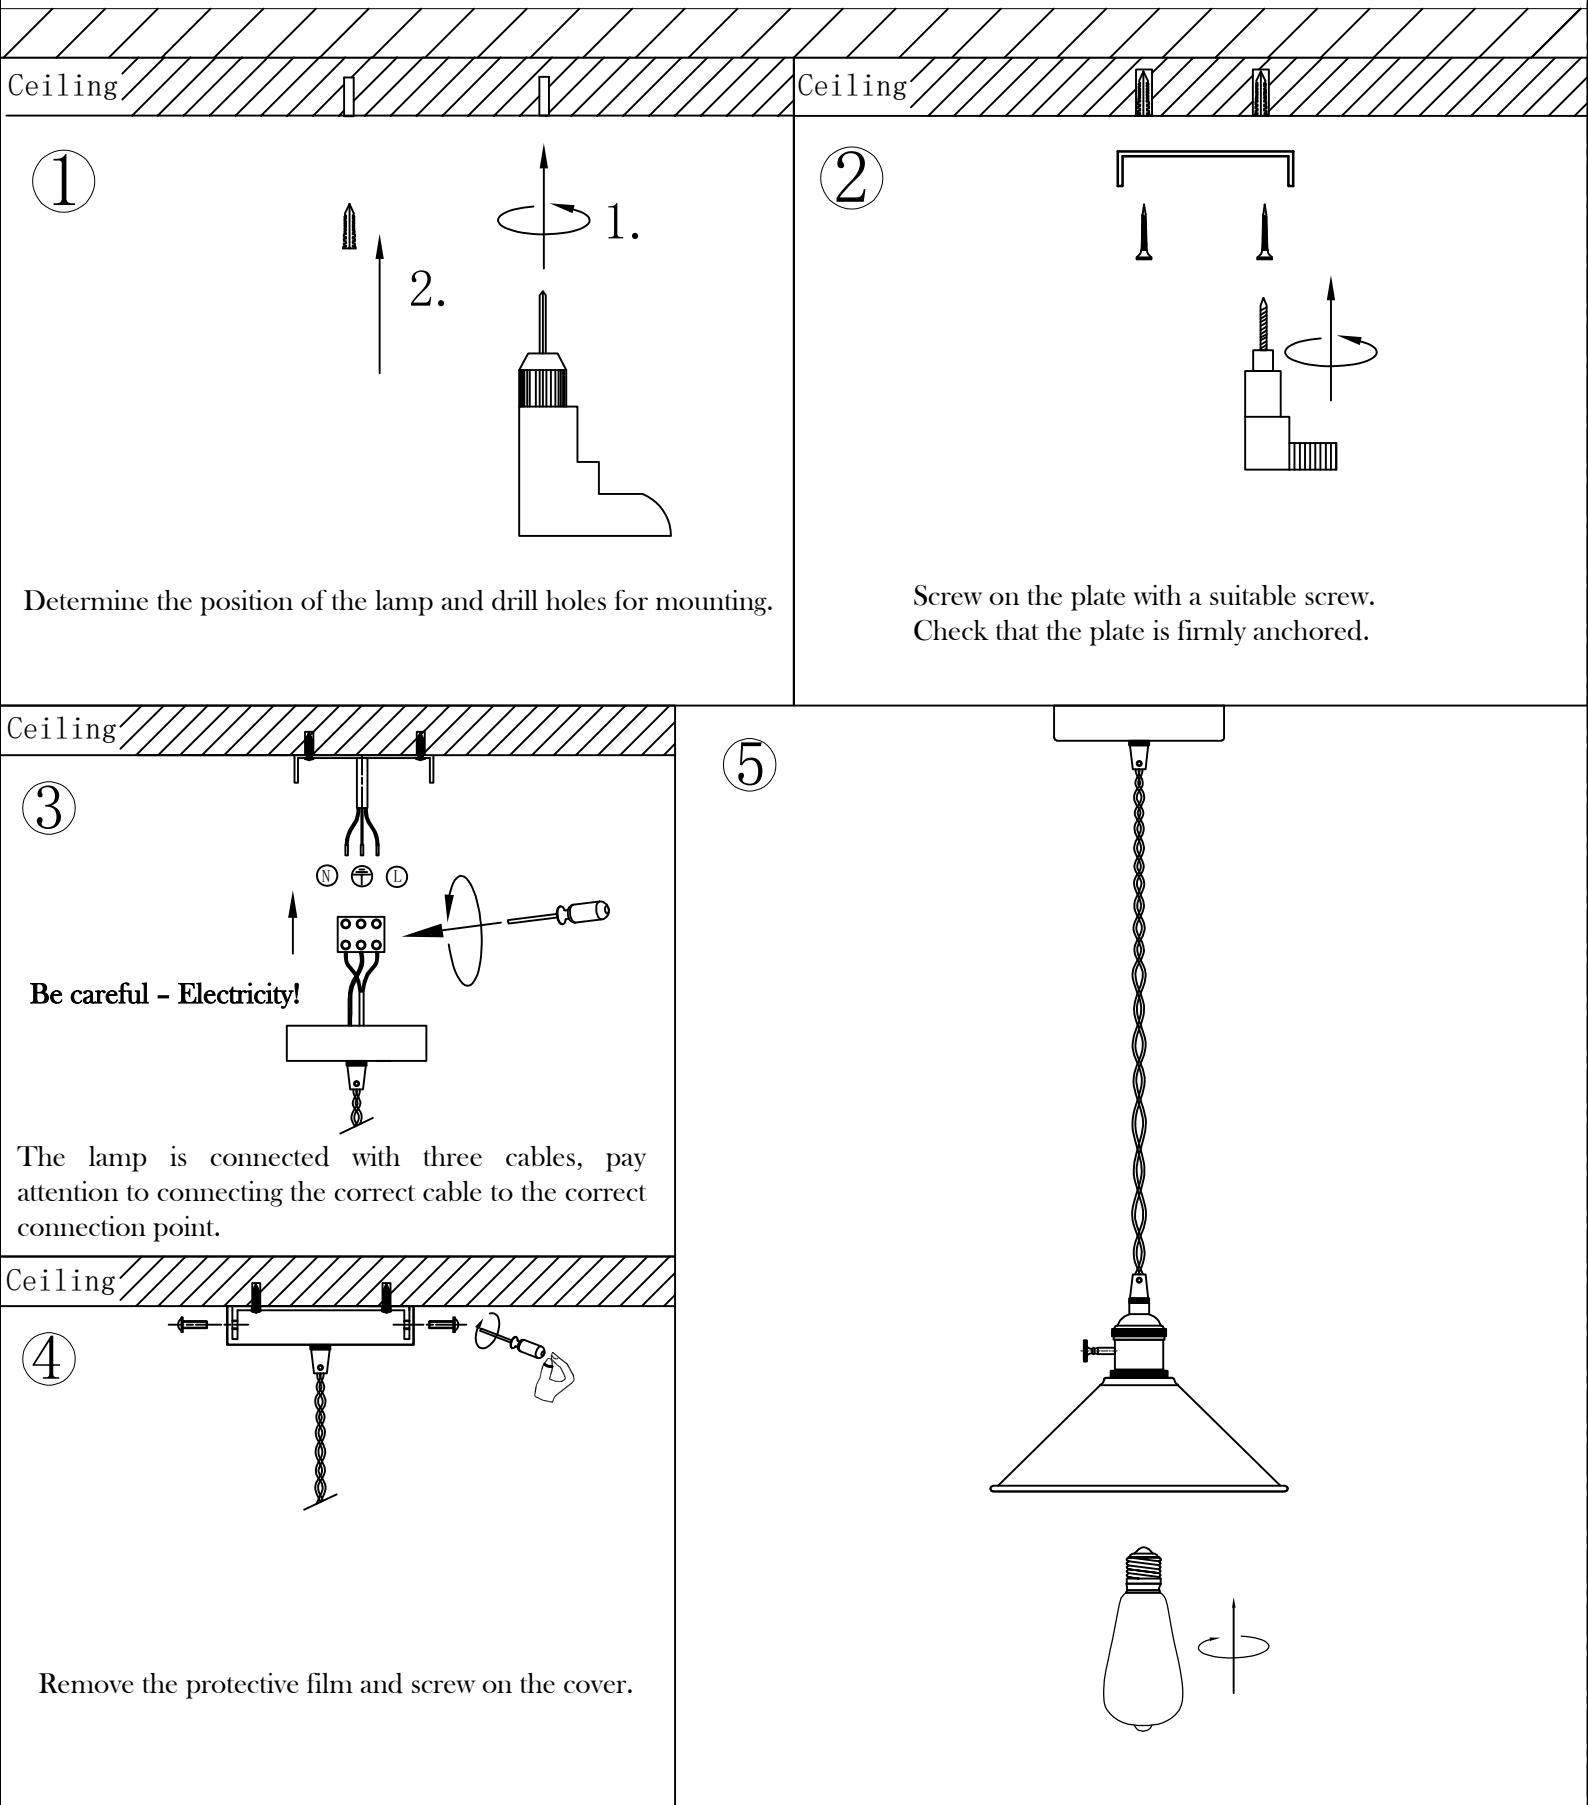 Ceiling
①
1.
2.
Determine the position of the lamp and drill holes for mounting.
Ceiling
②
Screw on the plate with a suitable screw.
Check that the plate is firmly anchored.
Ceiling
③
N L
Be careful – Electricity!
The lamp is connected with three cables, pay
attention to connecting the correct cable to the correct
connection point.
Ceiling
④
Remove the protective film and screw on the cover.
⑤